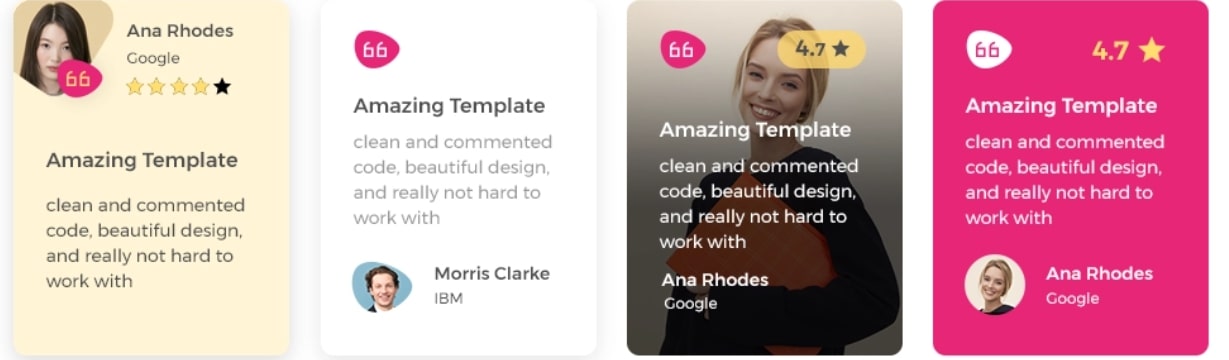 Ana Rhodes
Google
Amazing Template
clean and commented
code, beautiful design,
and really not hard to
work with
Amazing Template
clean and commented
code, beautiful design,
and really not hard to
work with
Morris Clarke
IBM
4.7
Amazing Template
clean and commented
code, beautiful design,
and really not hard to
work with
Ana Rhodes
Google
4.7
Amazing Template
clean and commented
code, beautiful design,
and really not hard to
work with
Ana Rhodes
Google